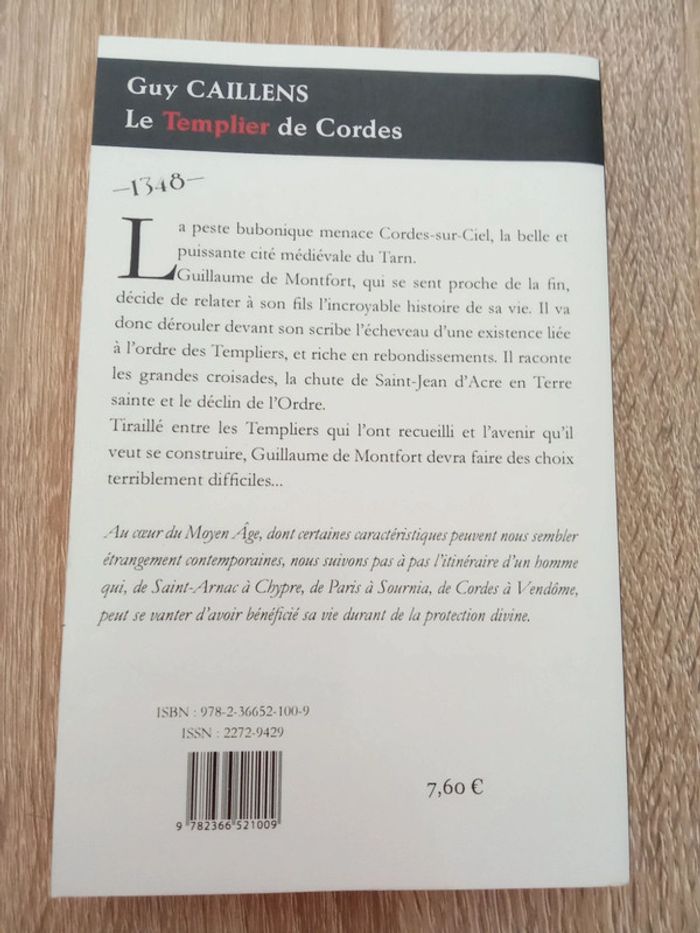 Guy CAILLENS
Le Templier de Cordes
–1348–
La peste bubonique menace Cordes-sur-Ciel, la belle et
puissante cité médiévale du Tarn.
Guillaume de Montfort, qui se sent proche de la fin,
décide de relater à son fils l'incroyable histoire de sa vie. Il va
donc dérouler devant son scribe l'écheveau d'une existence liée
à l'ordre des Templiers, et riche en rebondissements. Il raconte
les grandes croisades, la chute de Saint-Jean d'Acre en Terre
sainte et le déclin de l'Ordre.
Tiraillé entre les Templiers qui l'ont recueilli et l'avenir qu'il
veut se construire, Guillaume de Montfort devra faire des choix
terriblement difficiles...
Au cœur du Moyen Âge, dont certaines caractéristiques peuvent nous sembler
étrangement contemporaines, nous suivons pas à pas l'itinéraire d'un homme
qui, de Saint-Arnac à Chypre, de Paris à Sournia, de Cordes à Vendôme,
peut se vanter d'avoir bénéficié sa vie durant de la protection divine.
ISBN : 978-2-36652-100-9
ISSN : 2272-9429
9 782366 521009
7,60 €